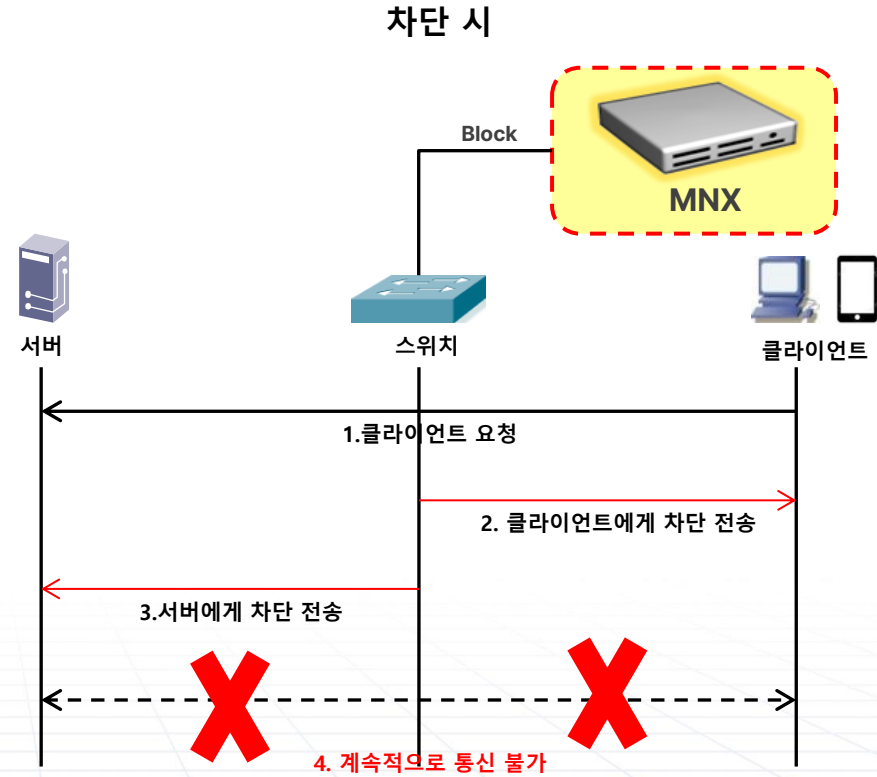 차단 시
Block
MNX
서버
스위치
클라이언트
1.클라이언트 요청
2. 클라이언트에게 차단 전송
3.서버에게 차단 전송
4. 계속적으로 통신 불가